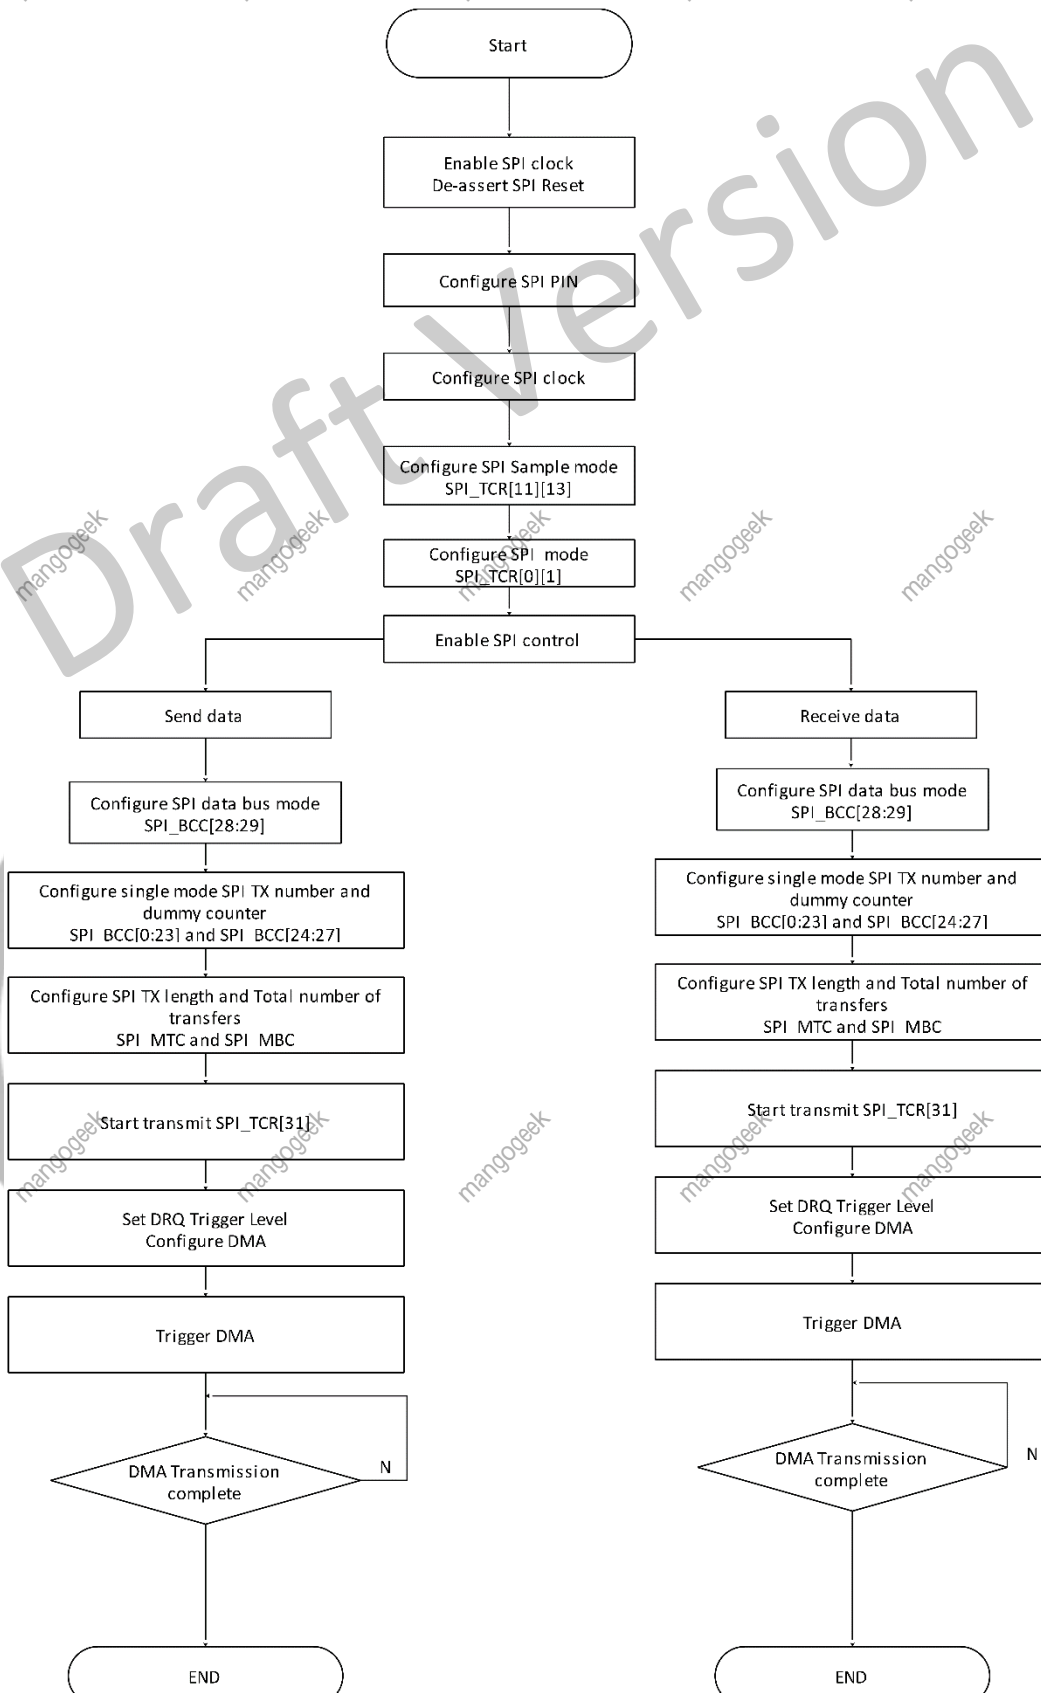 Start
Enable SPI clock
De-assert SPI Reset
Configure SPI PIN
Configure SPI clock
Configure SPI Sample mode
SPI_TCR[11][13]
Configure SPI mode
SPI_TCR[0][1]
Enable SPI control
Send data
Configure SPI data bus mode
SPI_BCC[28:29]
Configure single mode SPI TX number and
dummy counter
SPI_BCC[0:23] and SPI_BCC[24:27]
Configure SPI TX length and Total number of
transfers
SPI_MTC and SPI_MBC
Start transmit SPI_TCR[31]
Set DRQ Trigger Level
Configure DMA
Trigger DMA
DMA Transmission
complete
N
END
Receive data
Configure SPI data bus mode
SPI_BCC[28:29]
Configure single mode SPI TX number and
dummy counter
SPI_BCC[0:23] and SPI_BCC[24:27]
Configure SPI TX length and Total number of
transfers
SPI_MTC and SPI_MBC
Start transmit SPI_TCR[31]
Set DRQ Trigger Level
Configure DMA
Trigger DMA
DMA Transmission
complete
N
END
Draft Version
mangogeek
mangogeek
mangogeek
mangogeek
mangogeek
mangogeek
mangogeek
mangogeek
mangogeek
mangogeek